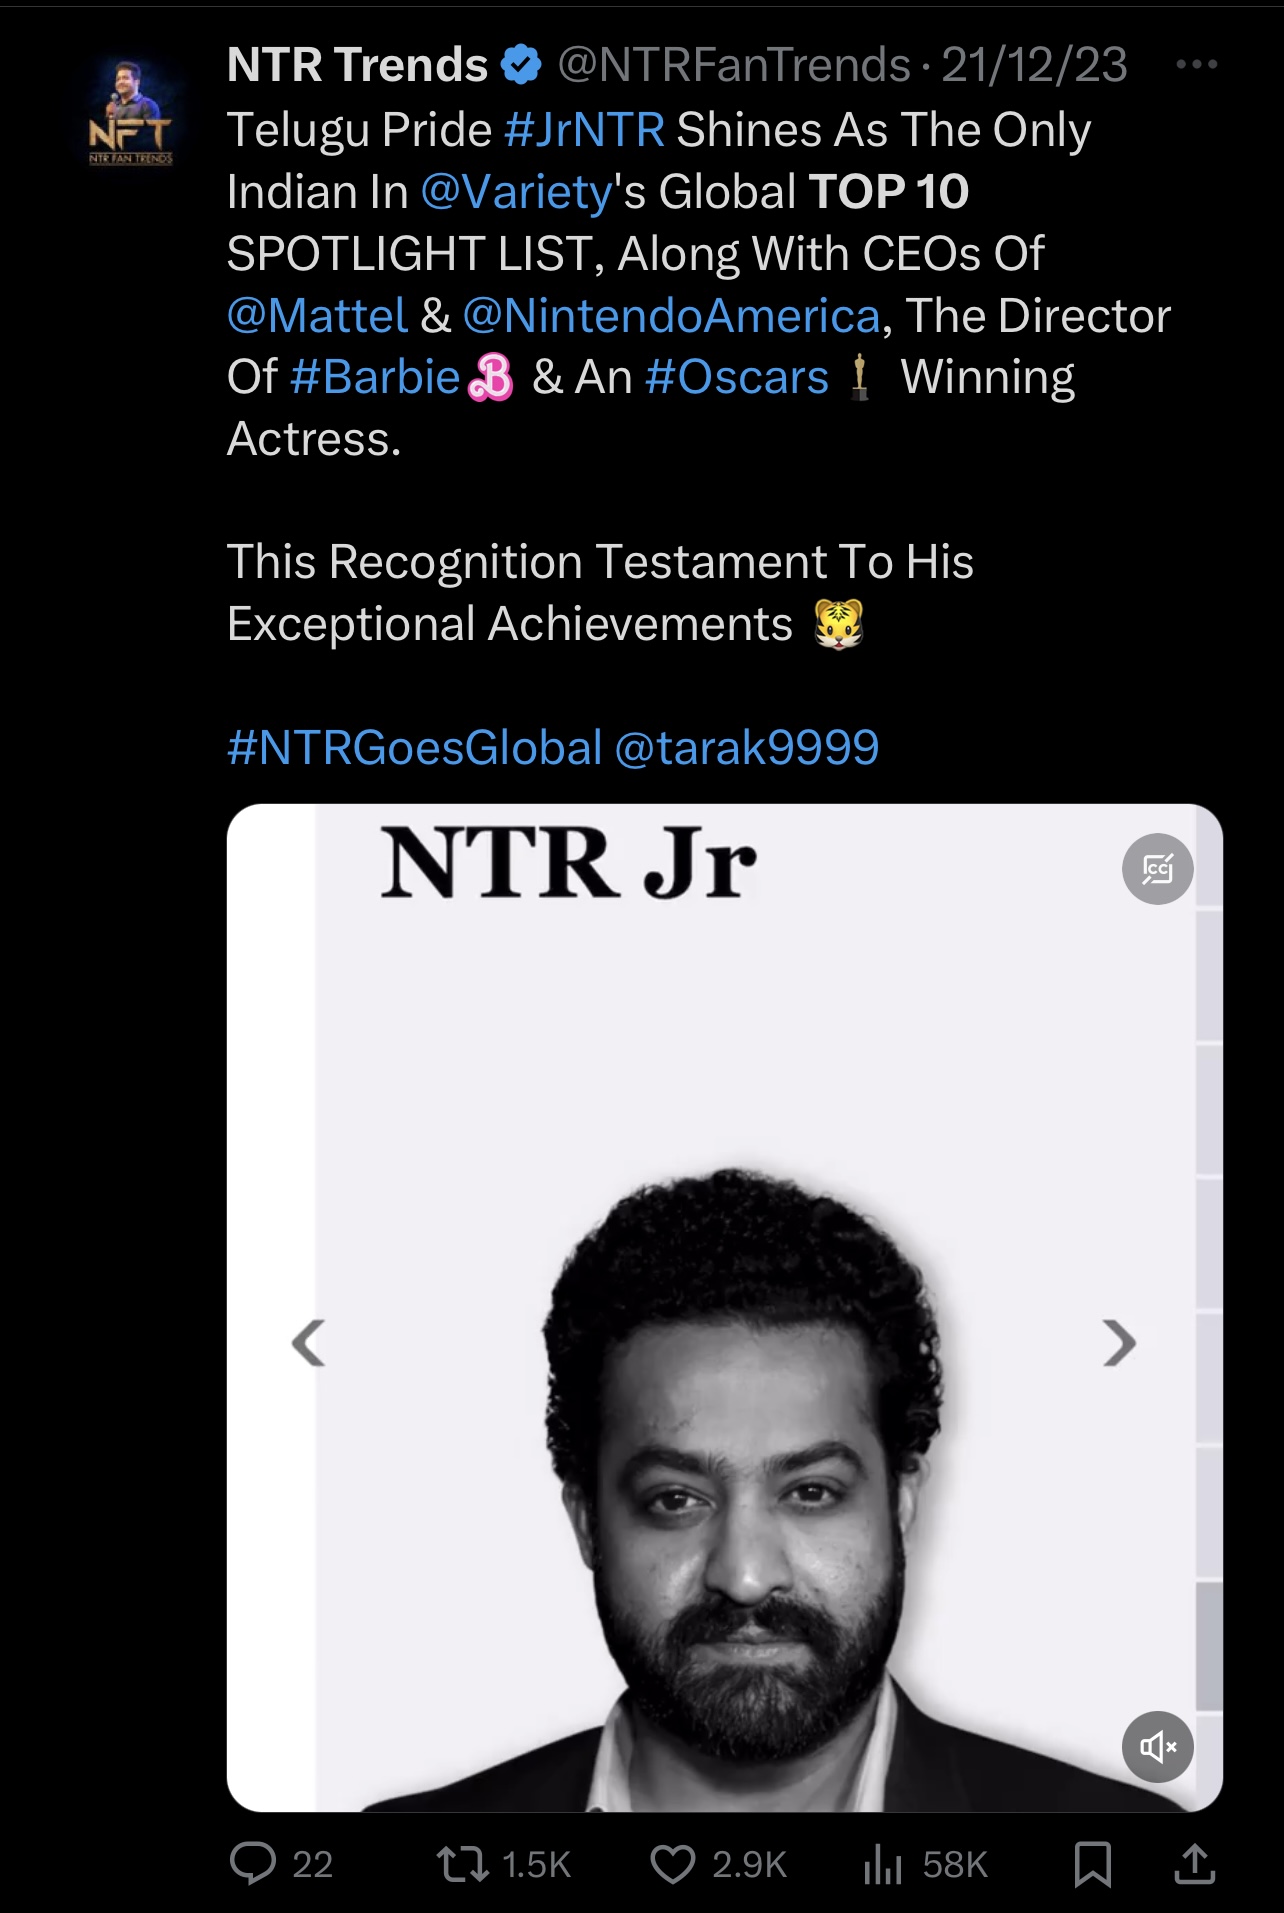 NTR Trends @NTRFanTrends · 21/12/23
NFT
NTR FAN TRENDS
Telugu Pride #JrNTR Shines As The Only
Indian In @Variety's Global TOP 10
SPOTLIGHT LIST, Along With CEOs Of
@Mattel & @NintendoAmerica, The Director
Of #Barbie B & An #Oscars Winning
Actress.
This Recognition Testament To His
Exceptional Achievements 🐯
#NTRGoesGlobal @tarak9999
NTR Jr
CC
22 1.5K 2.9K 58K